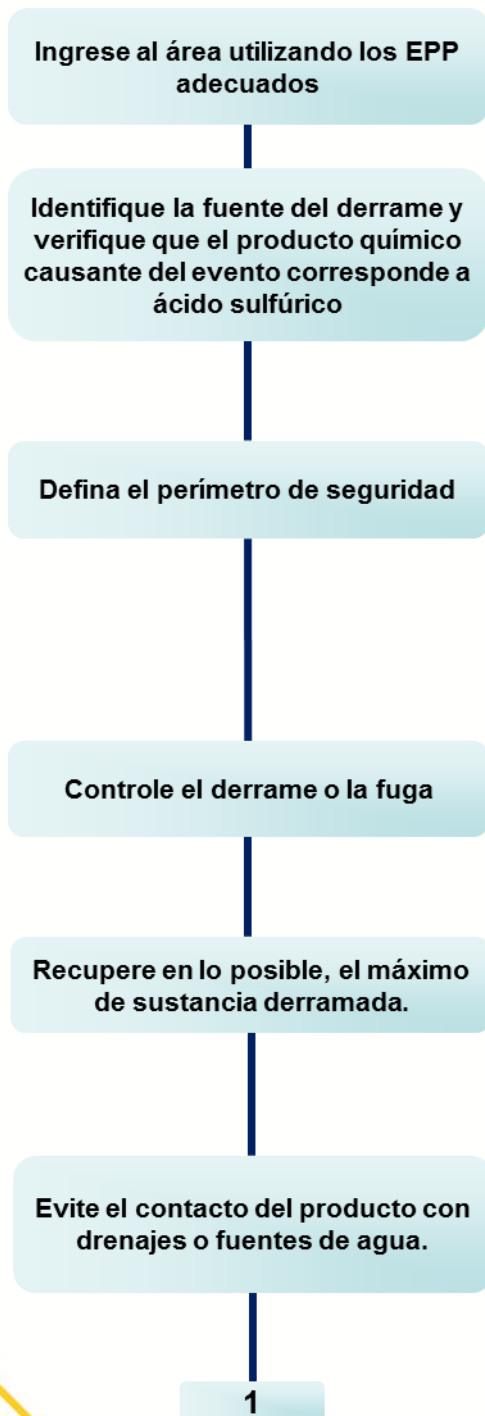 Ingrese al área utilizando los EPP
adecuados
Identifique la fuente del derrame y
verifique que el producto químico
causante del evento corresponde a
ácido sulfúrico
Defina el perímetro de seguridad
Controle el derrame o la fuga
Recupere en lo posible, el máximo
de sustancia derramada.
Evite el contacto del producto con
drenajes o fuentes de agua.
1